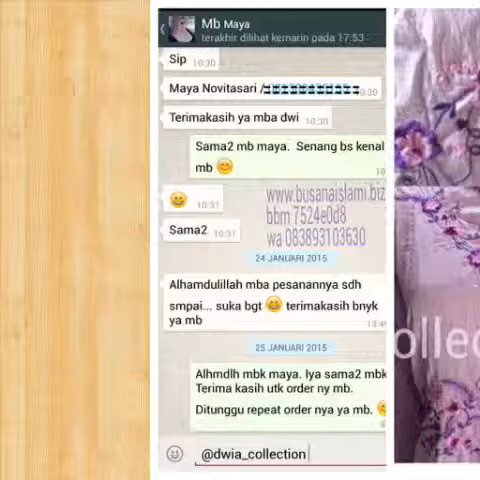 Mb Maya
terakhir dilihat kemarin pada 17:53
Sip 10:30
Maya Novitasari /
Terimakasih ya mba dwi 10:30
Sama2 mb maya. Senang bs kenal
mb
10:31
Sama2 10:31
www.busanaislami.biz
bbm 7524e0d8
wa 083893103630
24 JANUARI 2015
Alhamdulillah mba pesanannya sdh
smpai... suka bgt terimakasih bnyk
ya mb
25 JANUARI 2015
Alhmdlh mbk maya. Iya sama2 mbk
Terima kasih utk order ny mb.
Ditunggu repeat order nya ya mb.
@dwia_collection
ollec